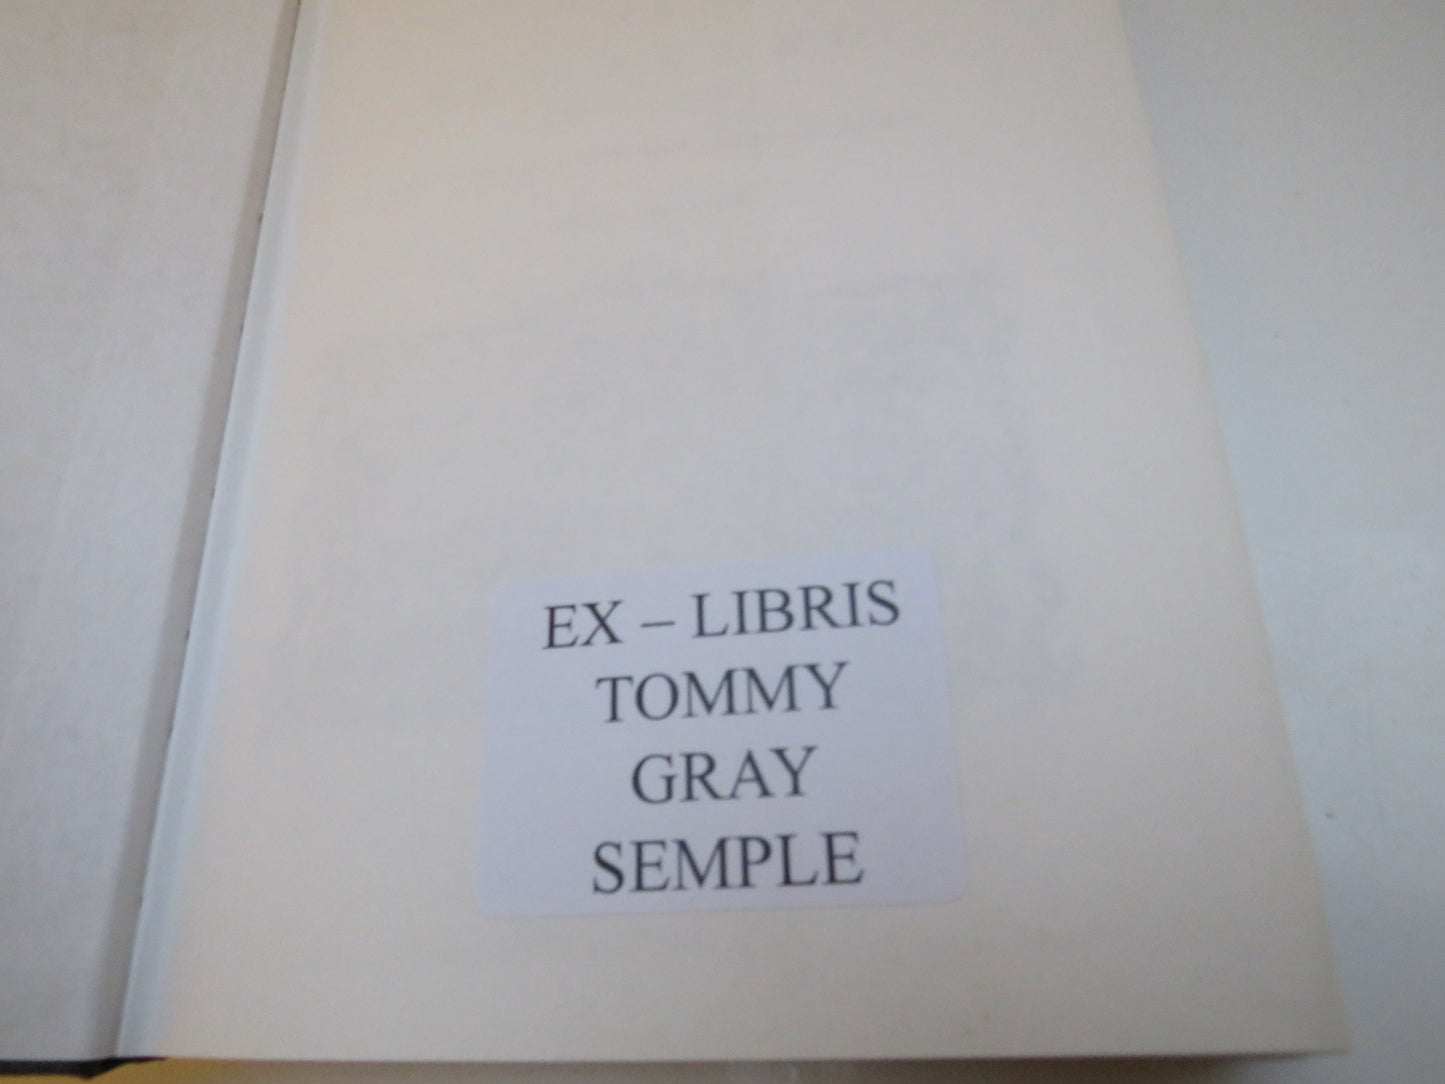 EX – LIBRIS
TOMMY
GRAY
SEMPLE